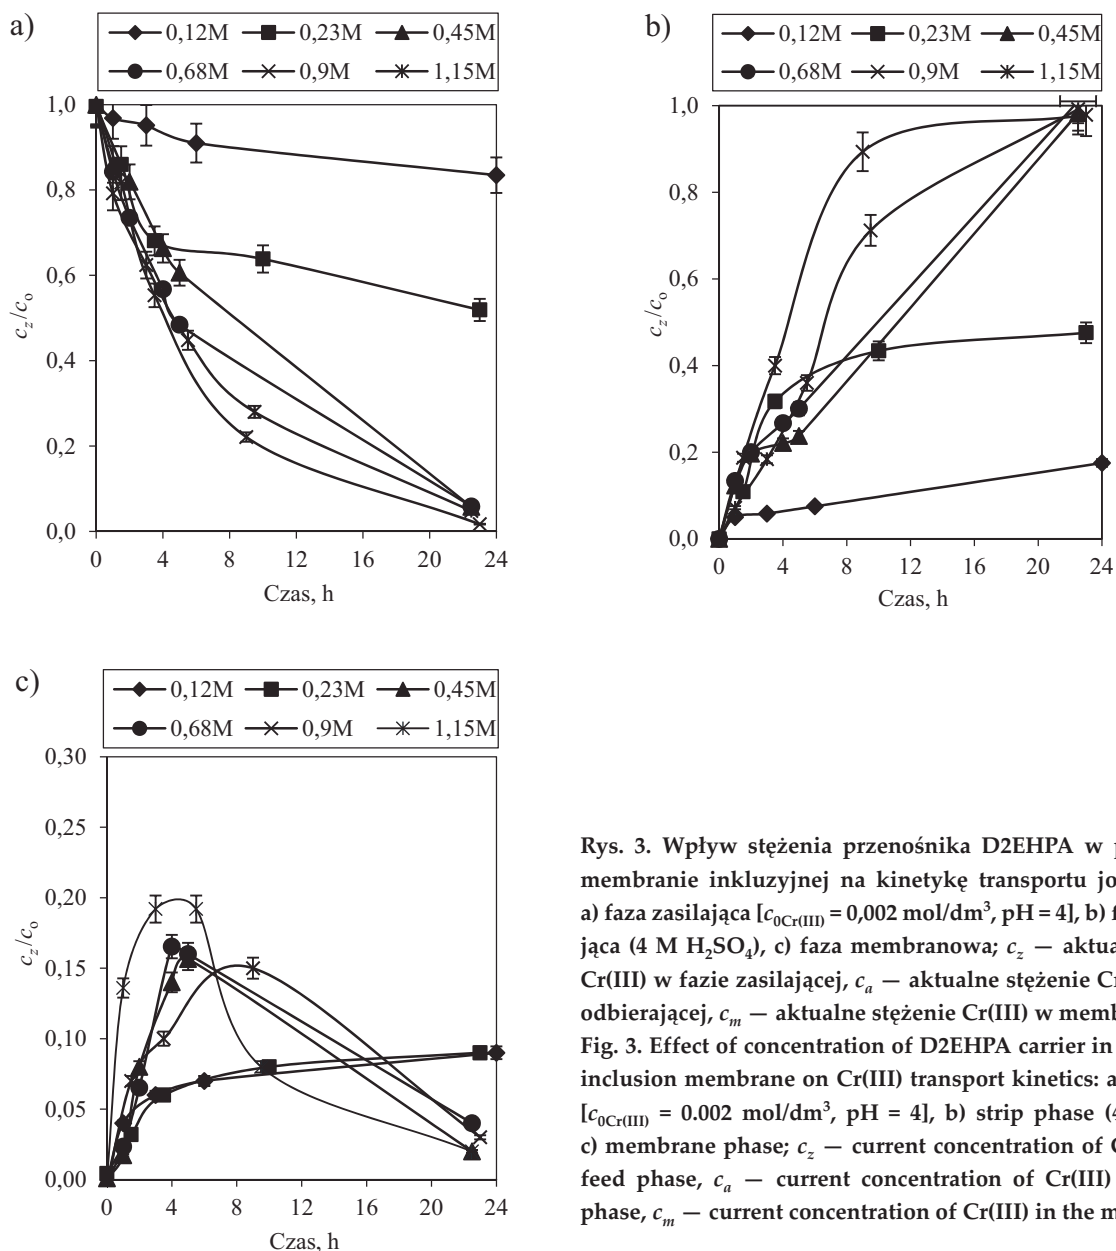 a)
0,12M 0,23M 0,45M
0,68M 0,9M 1,15M
1,0
0,8
0,6
0,4
0,2
0,0
c_z/c_o
0 4 8 12 16 20 24
Czas, h
b)
0,12M 0,23M 0,45M
0,68M 0,9M 1,15M
1,0
0,8
0,6
0,4
0,2
0,0
c_z/c_o
0 4 8 12 16 20 24
Czas, h
c)
0,12M 0,23M 0,45M
0,68M 0,9M 1,15M
0,30
0,25
0,20
0,15
0,10
0,05
0,00
c_z/c_o
0 4 8 12 16 20 24
Czas, h
Rys. 3. Wpływ stężenia przenośnika D2EHPA w
membranie inkluzyjnej na kinetykę transportu
a) faza zasilająca [c_0Cr(III) = 0,002 mol/dm³, pH = 4], b)
jąca (4 M H₂SO₄), c) faza membranowa; c_z —
Cr(III) w fazie zasilającej, c_a — aktualne stężenie
odbierającej, c_m — aktualne stężenie Cr(III) w
Fig. 3. Effect of concentration of D2EHPA carrier in
inclusion membrane on Cr(III) transport kinetics:
[c_0Cr(III) = 0.002 mol/dm³, pH = 4], b) strip phase
c) membrane phase; c_z — current concentration of
feed phase, c_a — current concentration of Cr(III)
phase, c_m — current concentration of Cr(III) in the